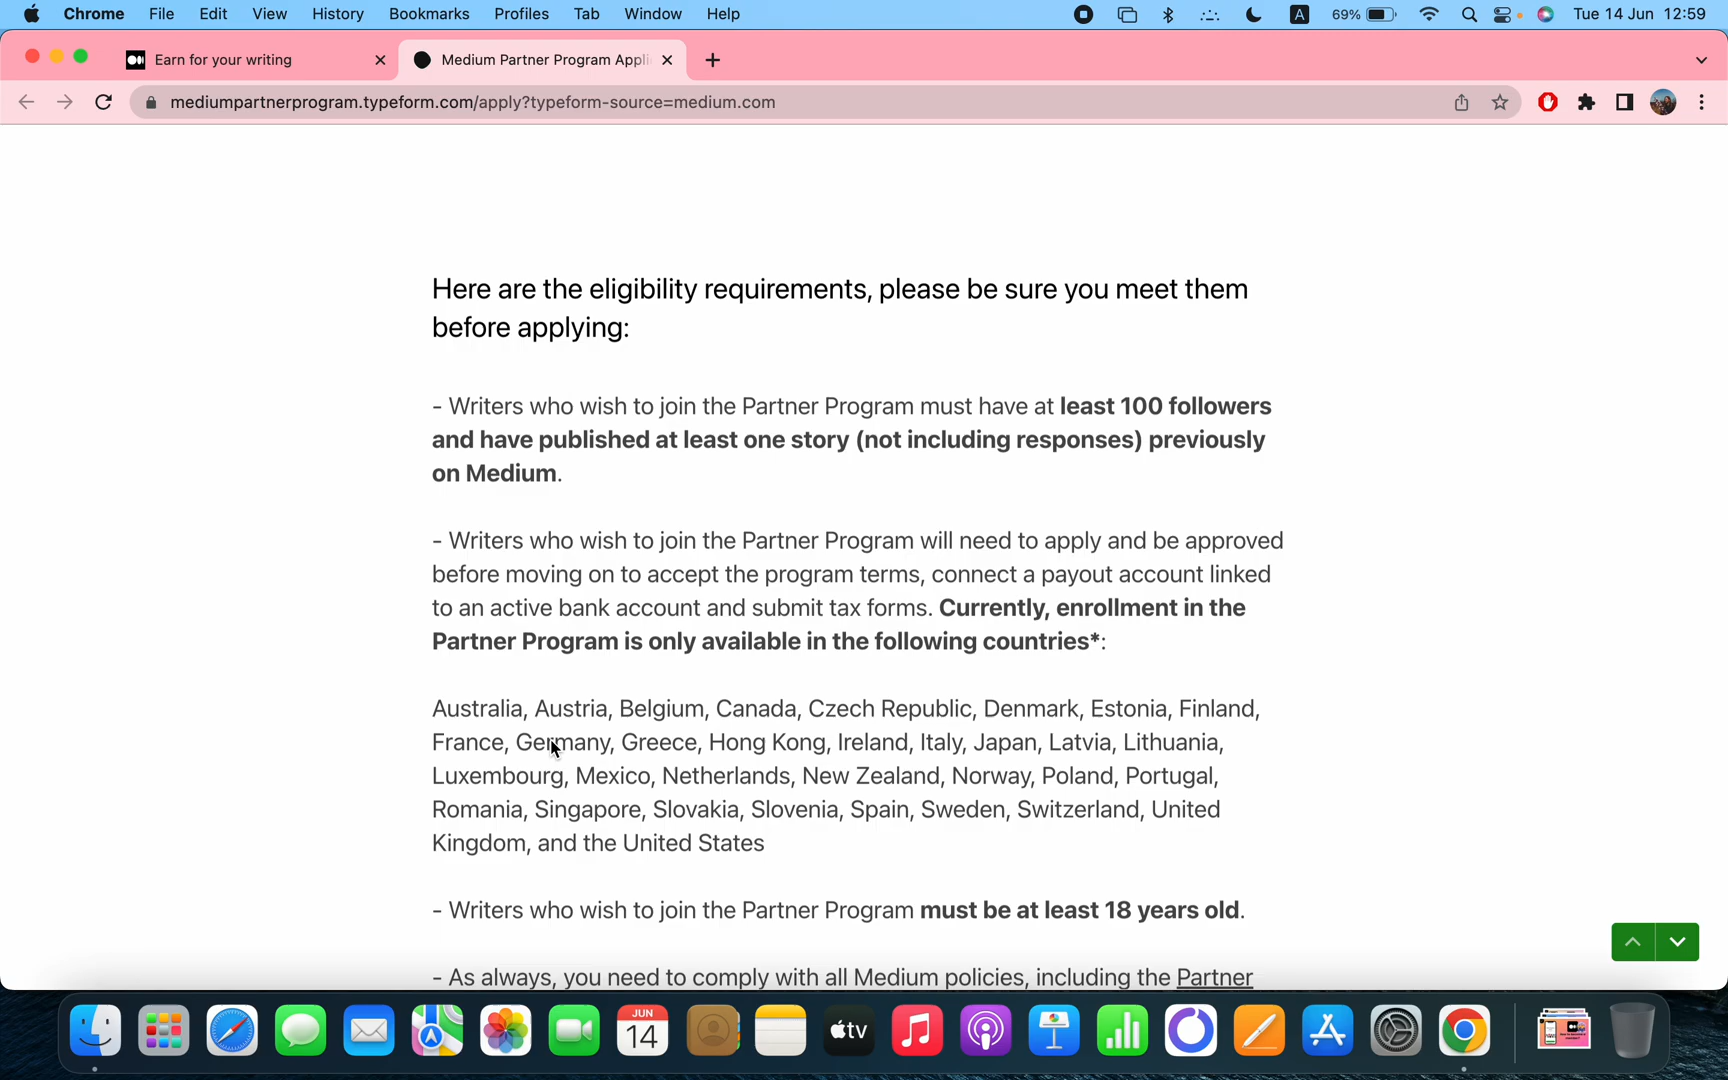 Chrome File Edit View History Bookmarks Profiles Tab Window Help A 69% Tue 14 Jun 12:59
Earn for your writing Medium Partner Program Appli
mediumpartnerprogram.typeform.com/apply?typeform-source=medium.com
Here are the eligibility requirements, please be sure you meet them
before applying:
- Writers who wish to join the Partner Program must have at least 100 followers
and have published at least one story (not including responses) previously
on Medium.
- Writers who wish to join the Partner Program will need to apply and be approved
before moving on to accept the program terms, connect a payout account linked
to an active bank account and submit tax forms. Currently, enrollment in the
Partner Program is only available in the following countries*:
Australia, Austria, Belgium, Canada, Czech Republic, Denmark, Estonia, Finland,
France, Germany, Greece, Hong Kong, Ireland, Italy, Japan, Latvia, Lithuania,
Luxembourg, Mexico, Netherlands, New Zealand, Norway, Poland, Portugal,
Romania, Singapore, Slovakia, Slovenia, Spain, Sweden, Switzerland, United
Kingdom, and the United States
- Writers who wish to join the Partner Program must be at least 18 years old.
- As always, you need to comply with all Medium policies, including the Partner
JUN
14
tv